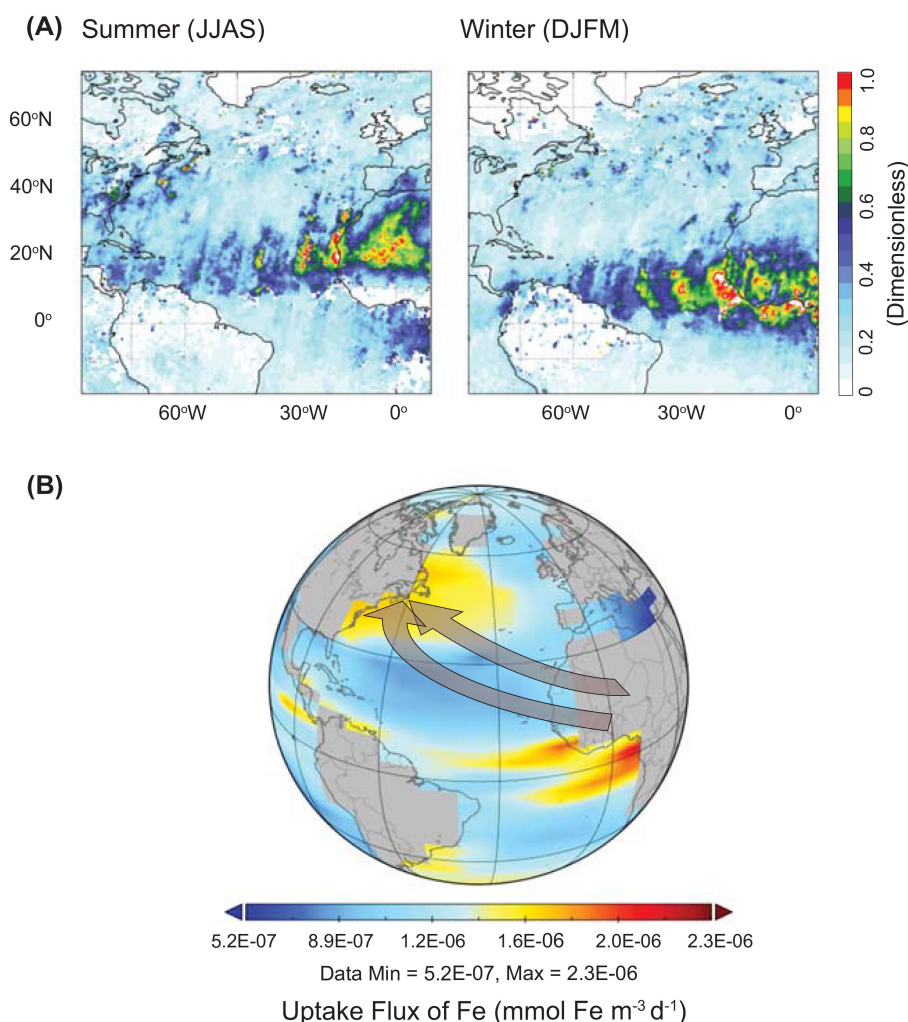 (A) Summer (JJAS) Winter (DJFM)
60°N
40°N
20°N
0°
60°W 30°W 0° 60°W 30°W 0°
0 0.2 0.4 0.6 0.8 1.0
(Dimensionless)
(B)
5.2E-07 8.9E-07 1.2E-06 1.6E-06 2.0E-06 2.3E-06
Data Min = 5.2E-07, Max = 2.3E-06
Uptake Flux of Fe (mmol Fe m⁻³ d⁻¹)